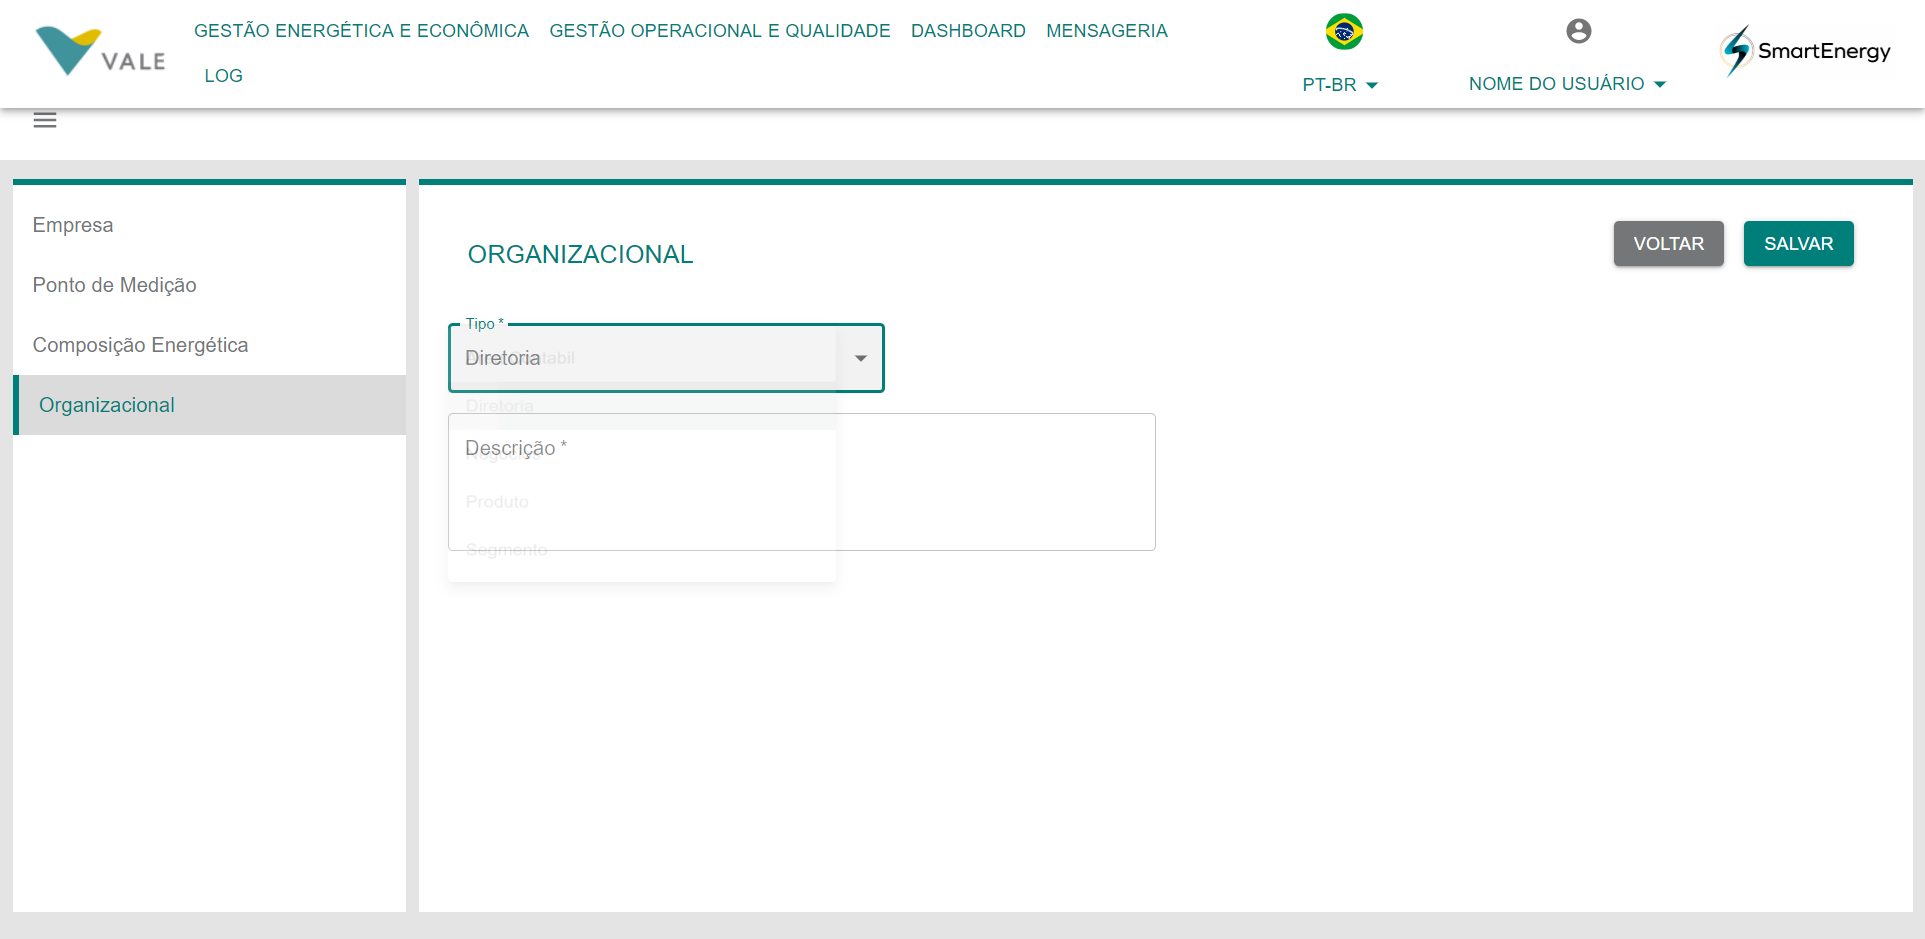 VALE
GESTÃO ENERGÉTICA E ECONÔMICA GESTÃO OPERACIONAL E QUALIDADE DASHBOARD MENSAGERIA
LOG
PT-BR
NOME DO USUÁRIO
SmartEnergy
Empresa
Ponto de Medição
Composição Energética
Organizacional
ORGANIZACIONAL
VOLTAR
SALVAR
Tipo *
Diretoria
Diretoria
Descrição *
Produto
Segmento